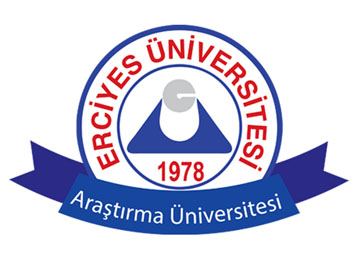 ERCİYES ÜNİVERSİTESİ
1978
Araştırma Üniversitesi